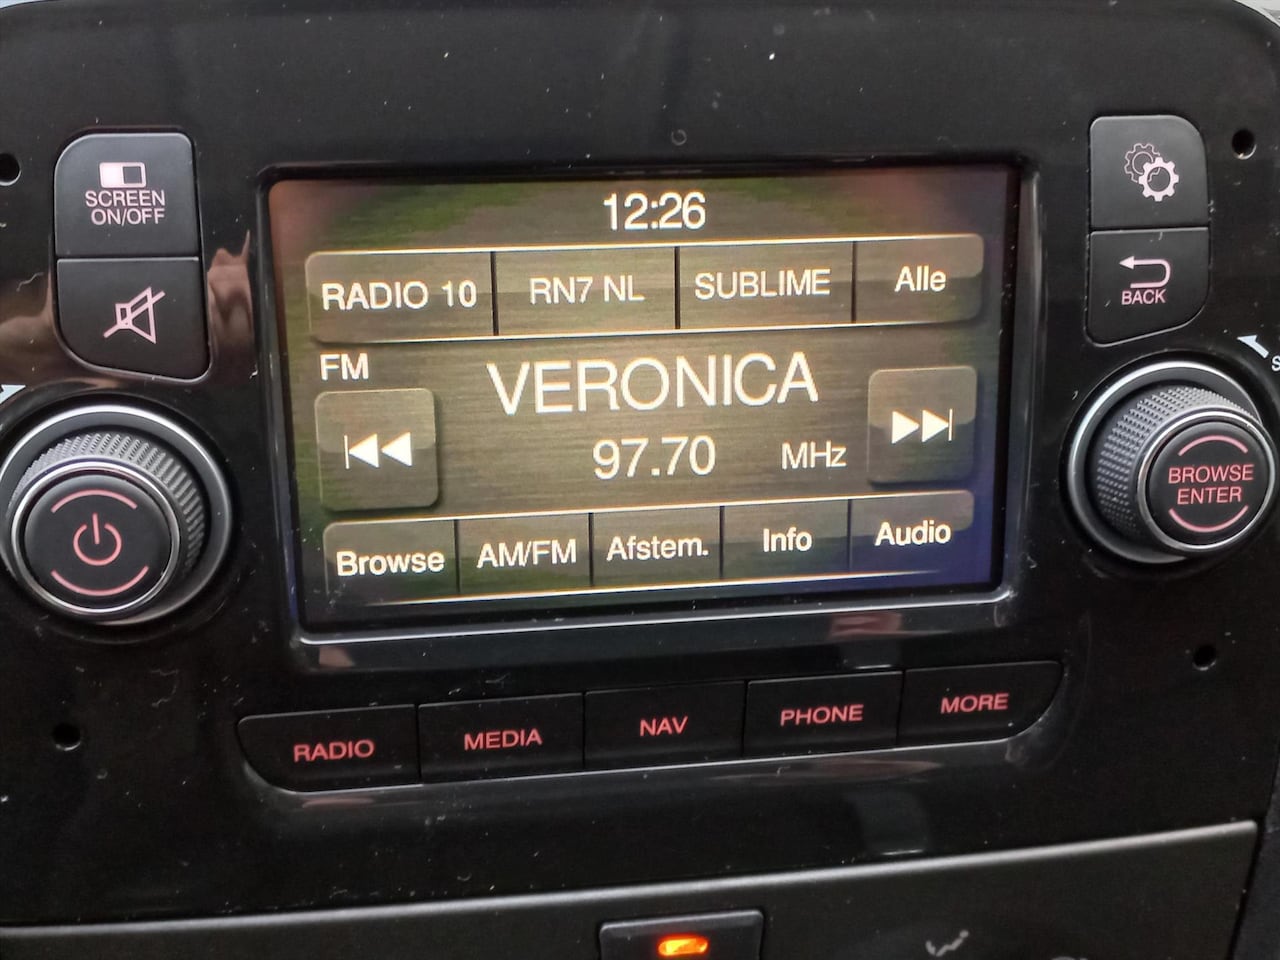 SCREEN
ON/OFF
12:26
RADIO 10 RN7 NL SUBLIME Alle
FM
VERONICA
97.70 MHz
Browse AM/FM Afstem. Info Audio
BACK
BROWSE
ENTER
RADIO MEDIA NAV PHONE MORE